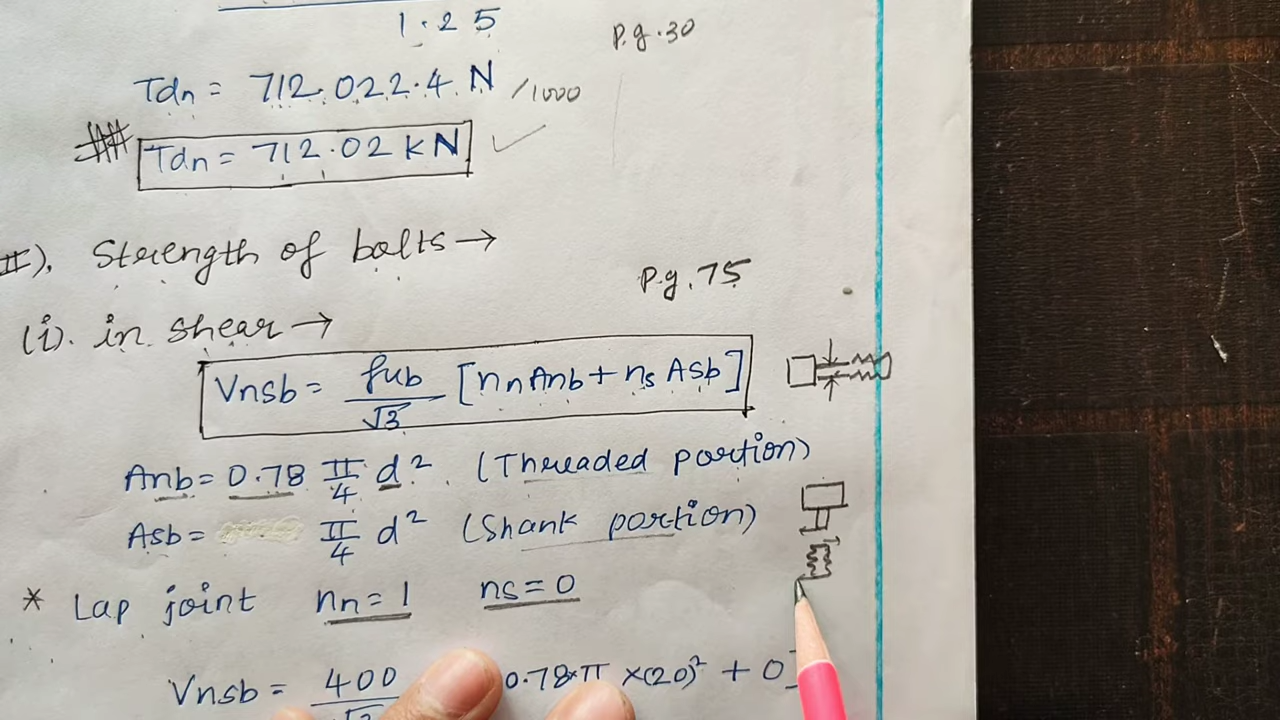 1.25
P.g.30
Tdn = 712.022.4 N /1000
Tdn = 712.02 KN
II). Strength of bolts →
P.g.75
(i). in shear →
Vnsb = fub/√3 [nn Anb + ns Asb]
Anb = 0.78 π/4 d² (Threaded portion)
Asb = π/4 d² (Shank portion)
* Lap joint nn = 1 ns = 0
Vnsb = 400/√3 0.78×π ×(20)² + 0]